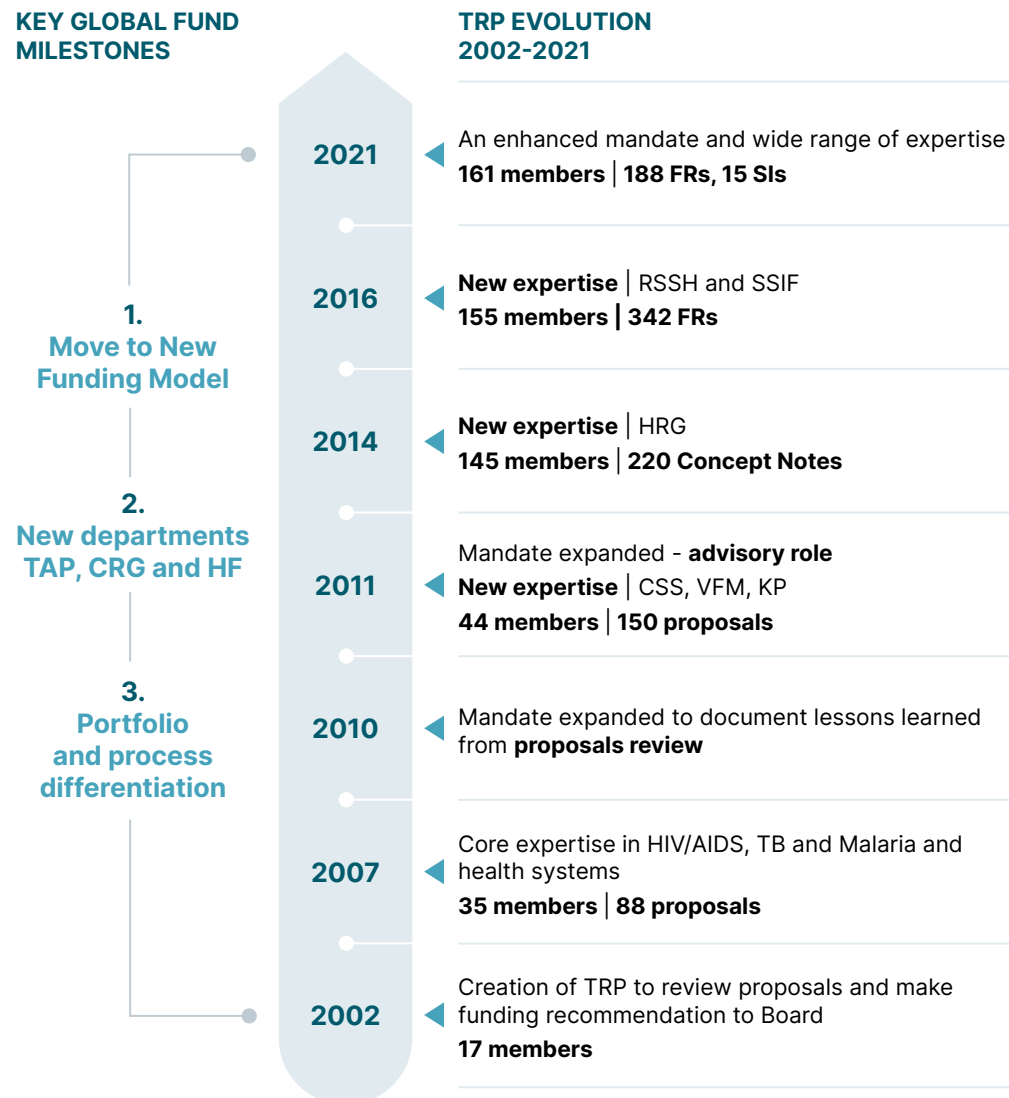 KEY GLOBAL FUND
MILESTONES
1.
Move to New
Funding Model
2.
New departments
TAP, CRG and HF
3.
Portfolio
and process
differentiation
TRP EVOLUTION
2002-2021
2021
An enhanced mandate and wide range of expertise
161 members | 188 FRs, 15 SIs
2016
New expertise | RSSH and SSIF
155 members | 342 FRs
2014
New expertise | HRG
145 members | 220 Concept Notes
2011
Mandate expanded - advisory role
New expertise | CSS, VFM, KP
44 members | 150 proposals
2010
Mandate expanded to document lessons learned
from proposals review
2007
Core expertise in HIV/AIDS, TB and Malaria and
health systems
35 members | 88 proposals
2002
Creation of TRP to review proposals and make
funding recommendation to Board
17 members